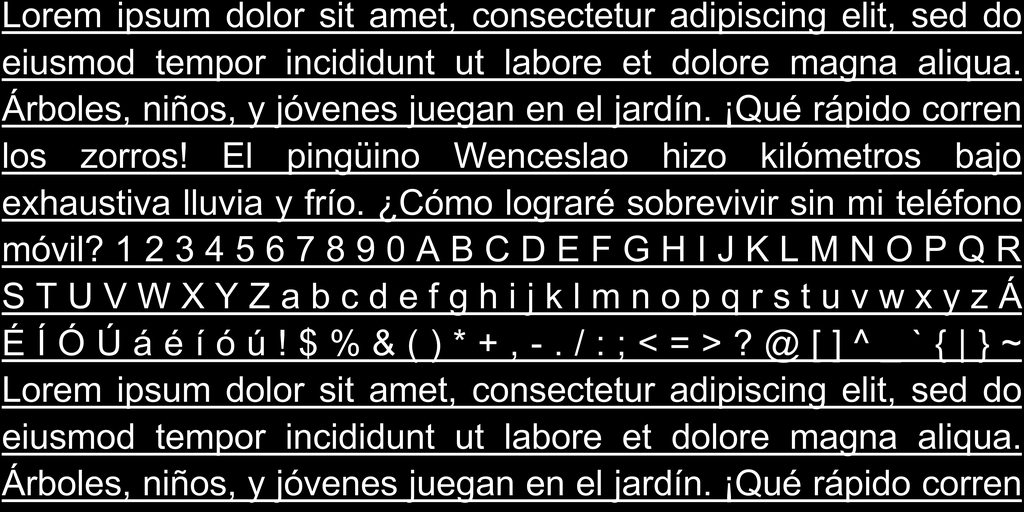 Lorem ipsum dolor sit amet, consectetur adipiscing elit, sed do
eiusmod tempor incididunt ut labore et dolore magna aliqua.
Árboles, niños, y jóvenes juegan en el jardín. ¡Qué rápido corren
los zorros! El pingüino Wenceslao hizo kilómetros bajo
exhaustiva lluvia y frío. ¿Cómo lograré sobrevivir sin mi teléfono
móvil? 1 2 3 4 5 6 7 8 9 0 A B C D E F G H I J K L M N O P Q R
S T U V W X Y Z a b c d e f g h i j k l m n o p q r s t u v w x y z Á
É Í Ó Ú á é í ó ú ! $ % & ( ) * + , - . / : ; < = > ? @ [ ] ^ _ ` { | } ~
Lorem ipsum dolor sit amet, consectetur adipiscing elit, sed do
eiusmod tempor incididunt ut labore et dolore magna aliqua.
Árboles, niños, y jóvenes juegan en el jardín. ¡Qué rápido corren